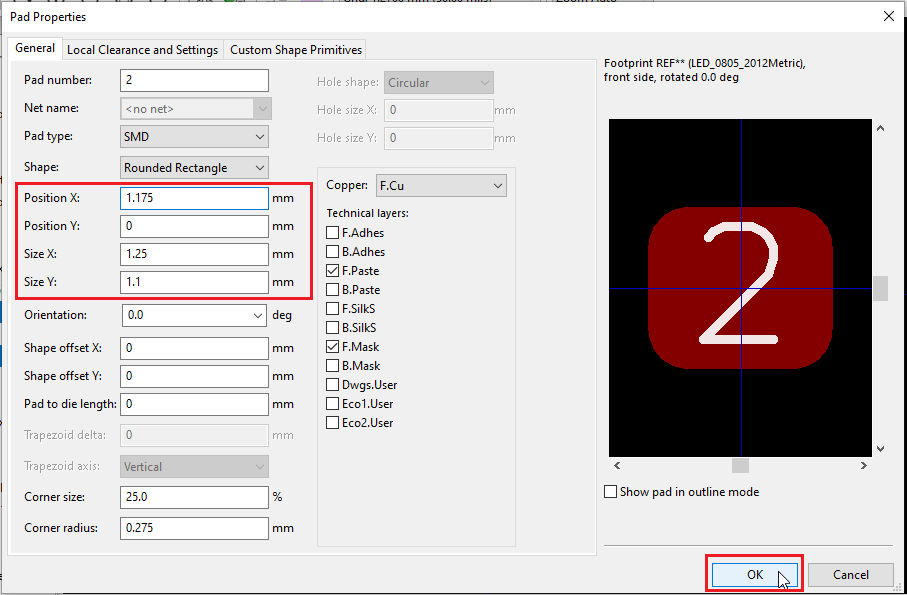 Pad Properties
General
Local Clearance and Settings
Custom Shape Primitives
Pad number:
2
Net name:
<no net>
Pad type:
SMD
Shape:
Rounded Rectangle
Position X:
1.175
mm
Position Y:
0
mm
Size X:
1.25
mm
Size Y:
1.1
mm
Orientation:
0.0
deg
Shape offset X:
0
mm
Shape offset Y:
0
mm
Pad to die length:
0
mm
Trapezoid delta:
0
mm
Trapezoid axis:
Vertical
Corner size:
25.0
%
Corner radius:
0.275
mm
Hole shape:
Circular
Hole size X:
0
mm
Hole size Y:
0
mm
Copper:
F.Cu
Technical layers:
F.Adhes
B.Adhes
F.Paste
B.Paste
F.SilkS
B.SilkS
F.Mask
B.Mask
Dwgs.User
Eco1.User
Eco2.User
Footprint REF** (LED_0805_2012Metric),
front side, rotated 0.0 deg
2
Show pad in outline mode
OK
Cancel